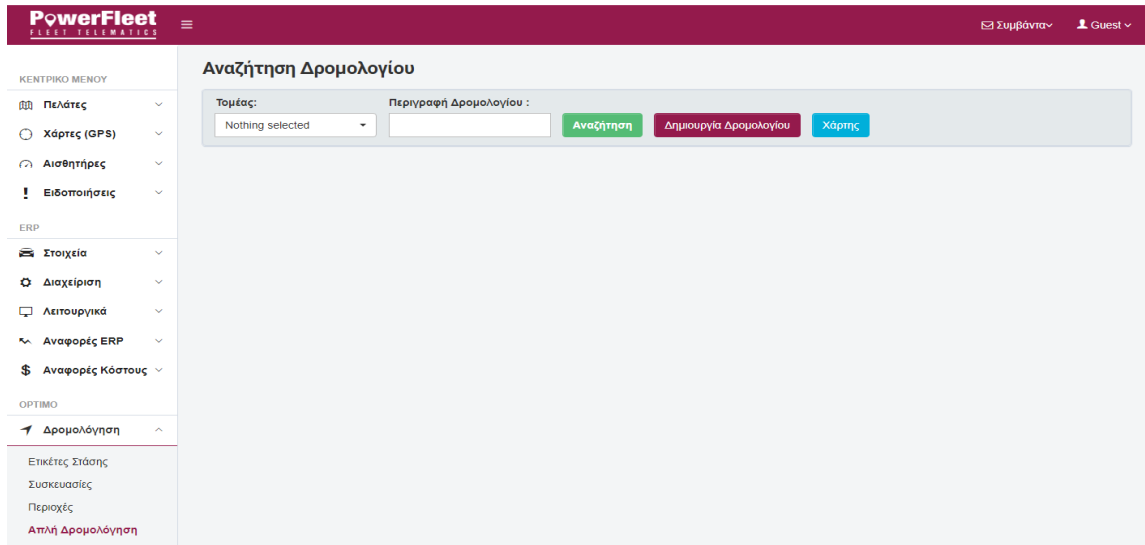 PowerFleet
FLEET TELEMATICS
Συμβάντα
Guest
ΚΕΝΤΡΙΚΟ ΜΕΝΟΥ
Πελάτες
Χάρτες (GPS)
Αισθητήρες
Ειδοποιήσεις
ERP
Στοιχεία
Διαχείριση
Λειτουργικά
Αναφορές ERP
Αναφορές Κόστους
OPTIMO
Δρομολόγηση
Ετικέτες Στάσης
Συσκευασίες
Περιοχές
Απλή Δρομολόγηση
Αναζήτηση Δρομολογίου
Τομέας: Περιγραφή Δρομολογίου :
Nothing selected Αναζήτηση Δημιουργία Δρομολογίου Χάρτης